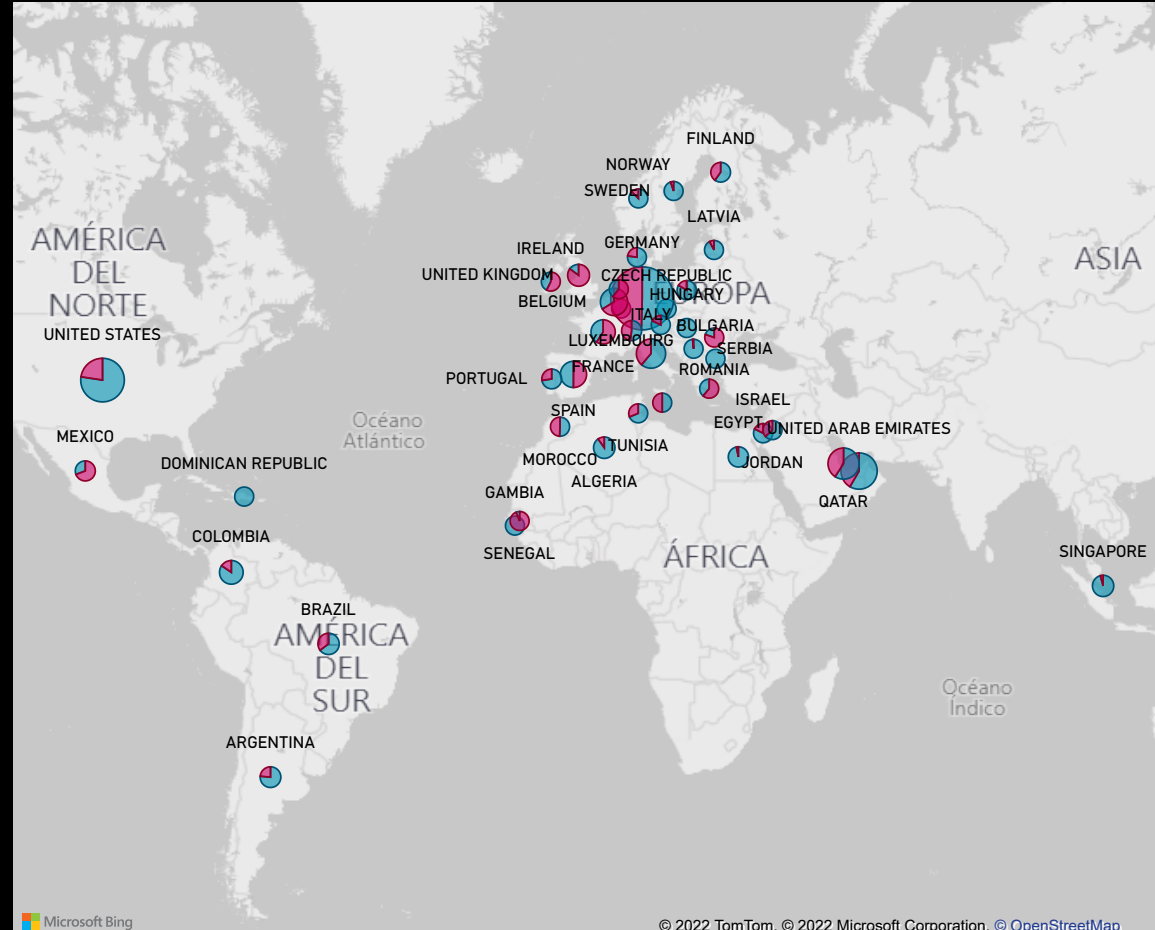 FINLAND
NORWAY
SWEDEN
LATVIA
AMÉRICA
DEL
NORTE
GERMANY
IRELAND
ASIA
UNITED KINGDOM
CZECH REPUBLIC
EUROPA
HUNGARY
BELGIUM
ITALY
BULGARIA
UNITED STATES
LUXEMBOURG
SERBIA
FRANCE
ROMANIA
PORTUGAL
ISRAEL
Océano
Atlántico
SPAIN
EGYPT
UNITED ARAB EMIRATES
MEXICO
TUNISIA
DOMINICAN REPUBLIC
MOROCCO
JORDAN
ALGERIA
GAMBIA
QATAR
COLOMBIA
SENEGAL
ÁFRICA
SINGAPORE
BRAZIL
AMÉRICA
DEL
SUR
Océano
Índico
ARGENTINA
Microsoft Bing
© 2022 TomTom, © 2022 Microsoft Corporation, © OpenStreetMap